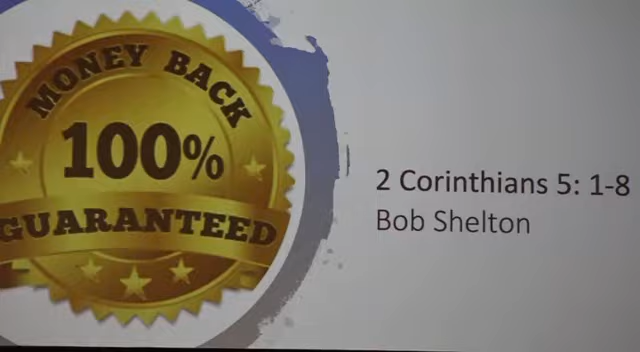 MONEY BACK
100%
GUARANTEED
2 Corinthians 5: 1-8
Bob Shelton